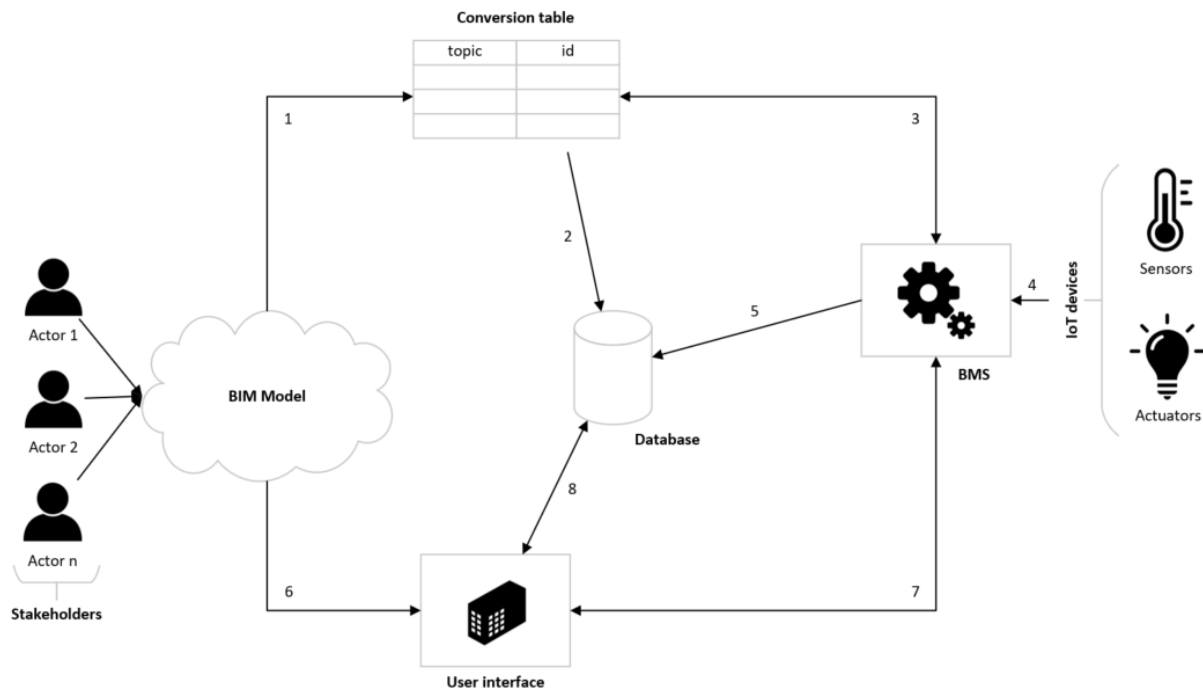 Conversion table
topic id
1
3
2
Sensors
4
IoT devices
5
BMS
Actor 1
BIM Model
Actuators
Actor 2
Database
8
Actor n
6
7
Stakeholders
User interface